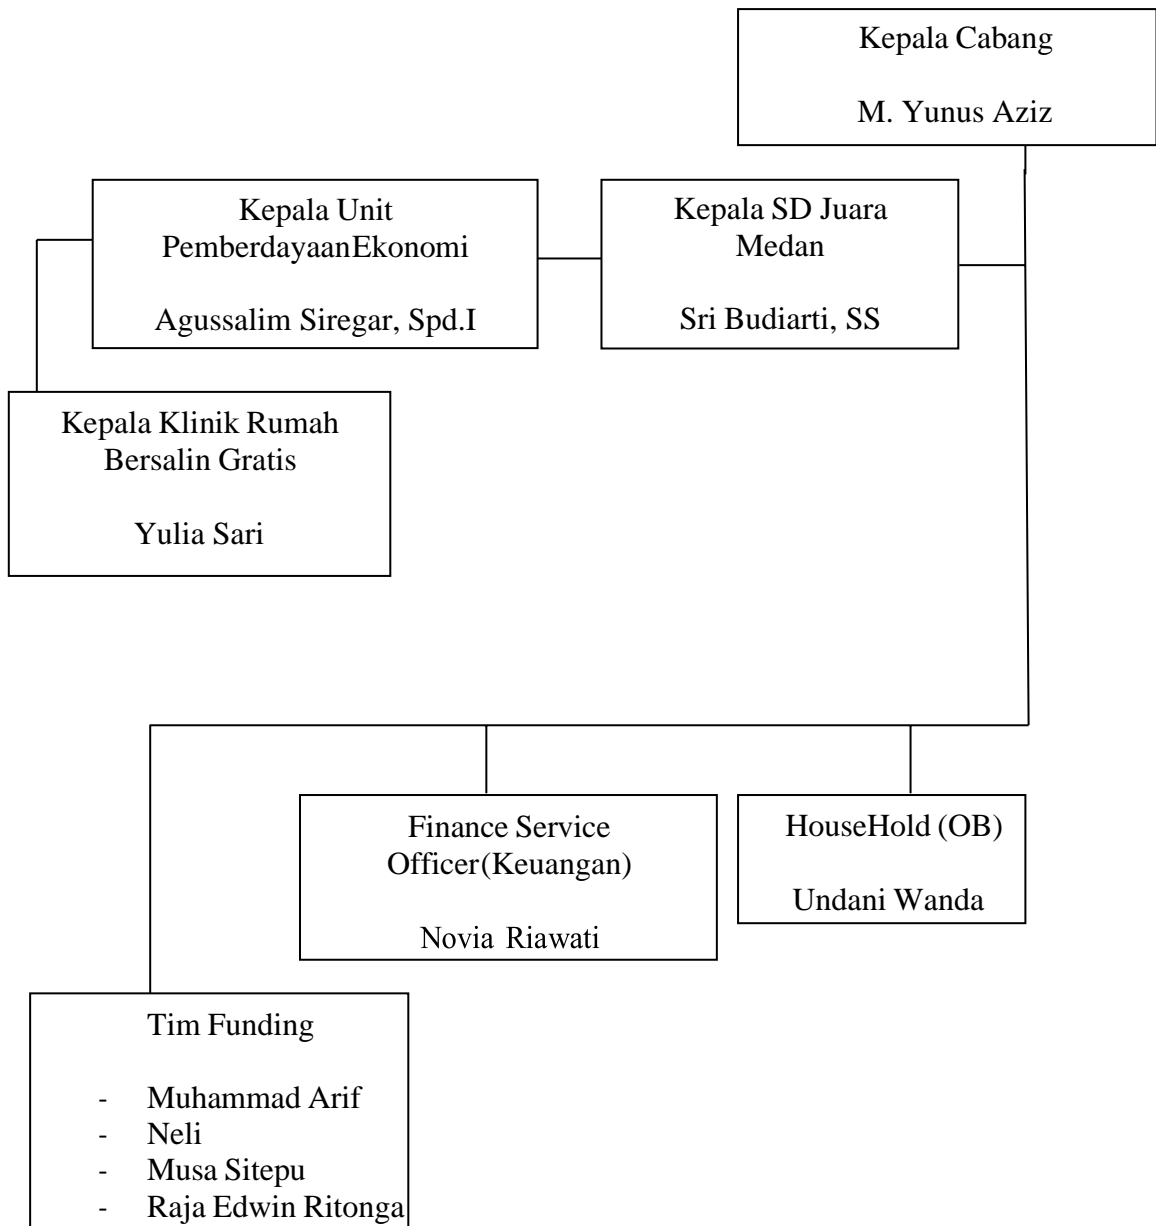 Kepala Cabang
M. Yunus Aziz
Kepala Unit
PemberdayaanEkonomi
Agussalim Siregar, Spd.I
Kepala SD Juara
Medan
Sri Budiarti, SS
Kepala Klinik Rumah
Bersalin Gratis
Yulia Sari
Finance Service
Officer(Keuangan)
Novia Riawati
HouseHold (OB)
Undani Wanda
Tim Funding
- Muhammad Arif
- Neli
- Musa Sitepu
- Raja Edwin Ritonga